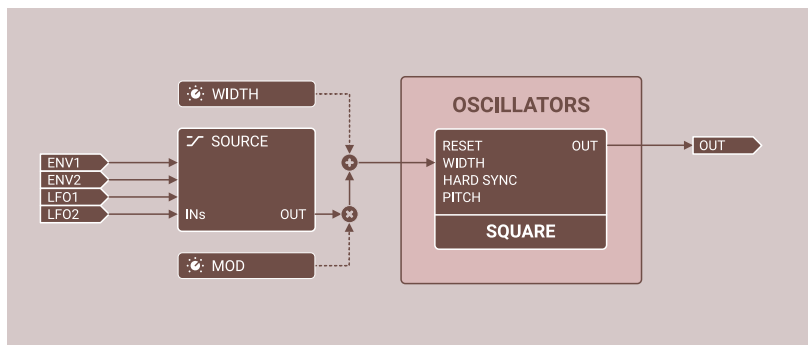 WIDTH
OSCILLATORS
SOURCE
RESET OUT
WIDTH
HARD SYNC
PITCH
SQUARE
OUT
ENV1
ENV2
LFO1
LFO2
INs OUT
MOD